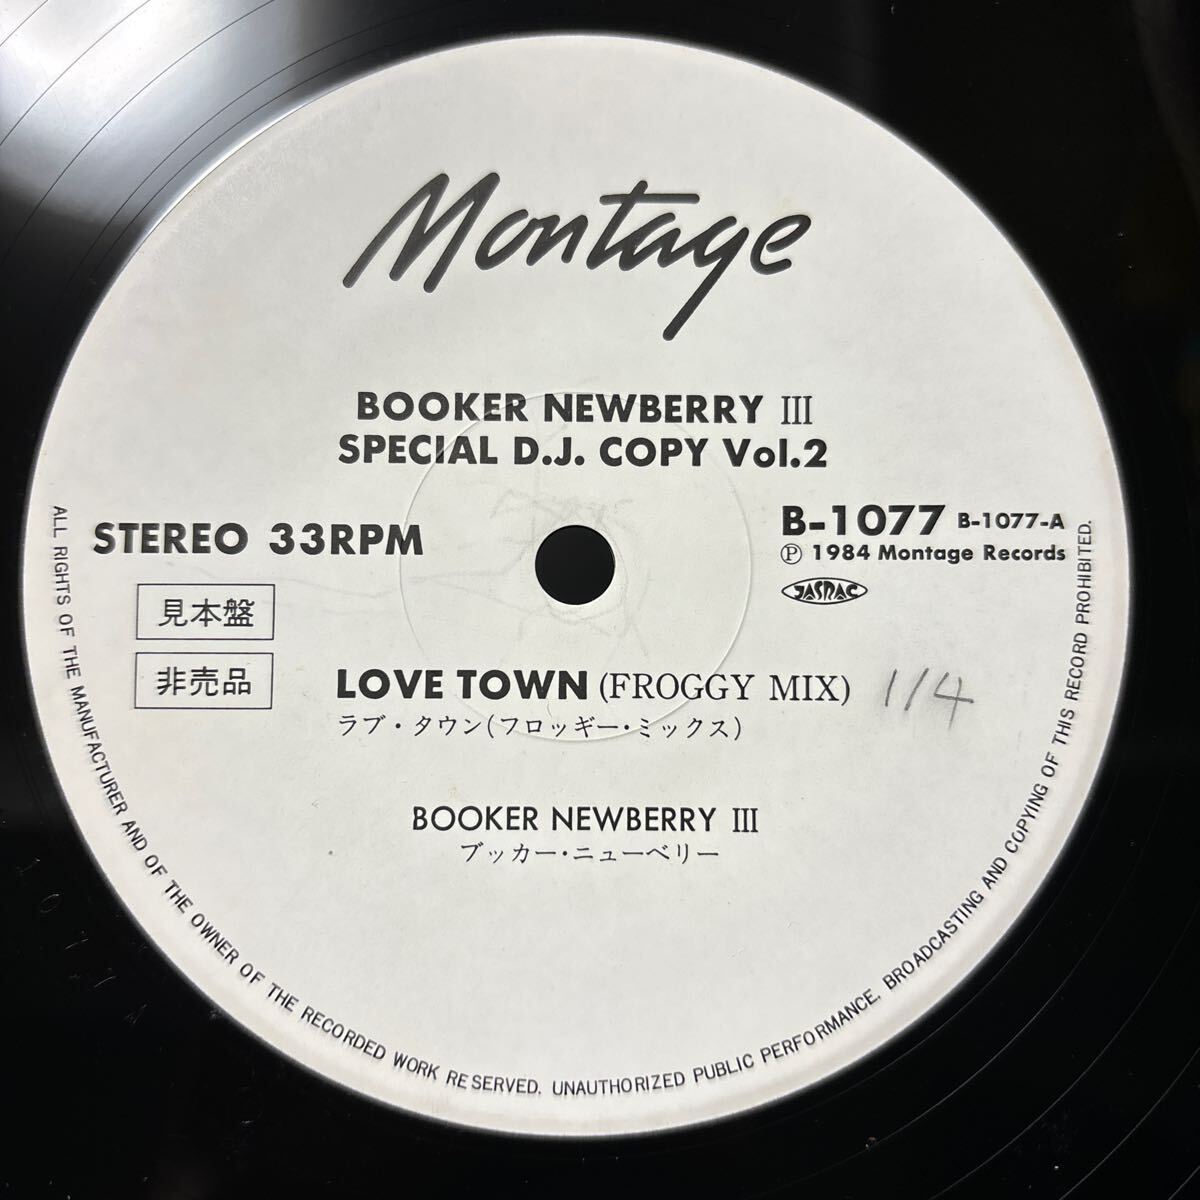 Montage
BOOKER NEWBERRY III
SPECIAL D.J. COPY Vol.2
STEREO 33RPM
B-1077 B-1077-A
Ⓟ 1984 Montage Records
JASRAC
見本盤
非売品
LOVE TOWN (FROGGY MIX) 114
ラブ・タウン(フロッギー・ミックス)
BOOKER NEWBERRY III
ブッカー・ニューベリー
ALL RIGHTS OF THE MANUFACTURER AND OF THE OWNER OF THE RECORDED WORK RESERVED. UNAUTHORIZED PUBLIC PERFORMANCE, BROADCASTING AND COPYING OF THIS RECORD PROHIBITED.